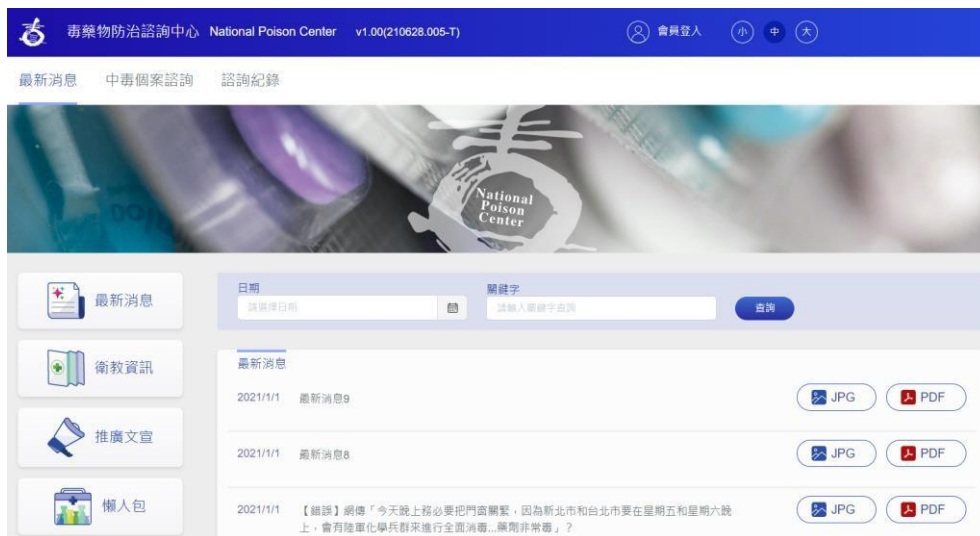 毒藥物防治諮詢中心 National Poison Center v1.00(210628.005-T) 會員登入 小 中 大
最新消息 中毒個案諮詢 諮詢紀錄
毒
National
Poison
Center
最新消息
衛教資訊
推廣文宣
懶人包
日期
請選擇日期
關鍵字
請輸入關鍵字查詢
查詢
最新消息
2021/1/1 最新消息9 JPG PDF
2021/1/1 最新消息8 JPG PDF
2021/1/1 【錯誤】網傳「今天晚上務必要把門窗關緊，因為新北市和台北市要在星期五和星期六晚 JPG PDF
上，會有陸軍化學兵群來進行全面消毒...藥劑非常毒」？